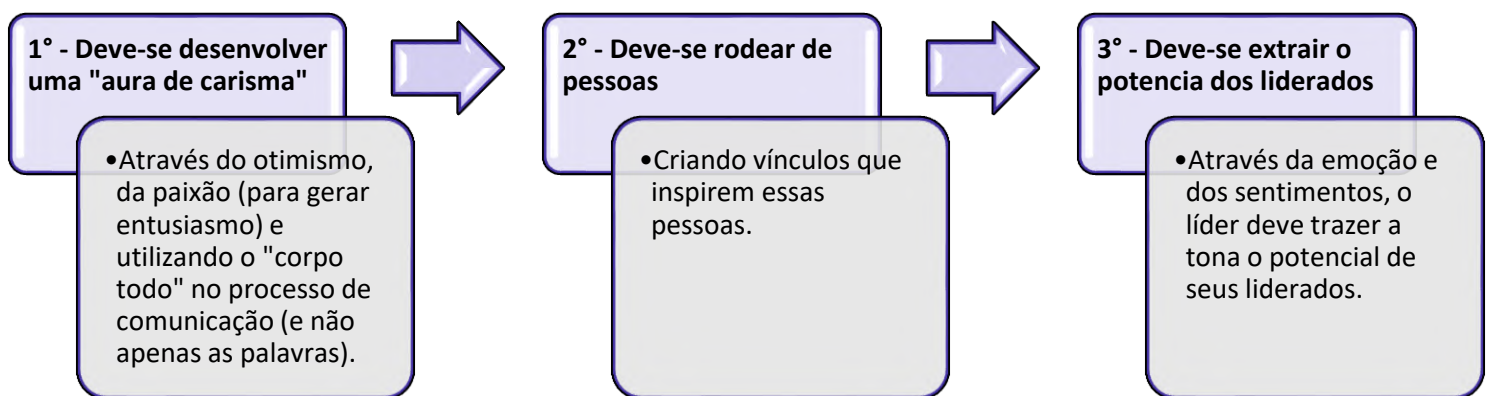 1° - Deve-se desenvolver
uma "aura de carisma"
•Através do otimismo,
da paixão (para gerar
entusiasmo) e
utilizando o "corpo
todo" no processo de
comunicação (e não
apenas as palavras).
2° - Deve-se rodear de
pessoas
•Criando vínculos que
inspirem essas
pessoas.
3° - Deve-se extrair o
potencia dos liderados
•Através da emoção e
dos sentimentos, o
líder deve trazer a
tona o potencial de
seus liderados.